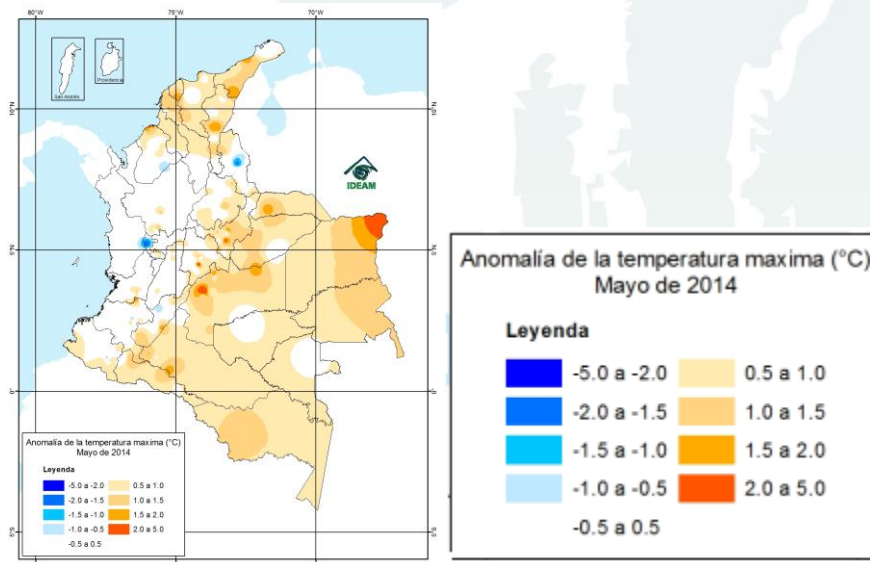 80°W
75°W
70°W
San Andrés
Providencia
10°N
IDEAM
5°N
0°
5°S
5°S
Anomalía de la temperatura maxima (°C)
Mayo de 2014
Leyenda
-5.0 a -2.0 0.5 a 1.0
-2.0 a -1.5 1.0 a 1.5
-1.5 a -1.0 1.5 a 2.0
-1.0 a -0.5 2.0 a 5.0
-0.5 a 0.5
Anomalía de la temperatura maxima (°C)
Mayo de 2014
Leyenda
-5.0 a -2.0 0.5 a 1.0
-2.0 a -1.5 1.0 a 1.5
-1.5 a -1.0 1.5 a 2.0
-1.0 a -0.5 2.0 a 5.0
-0.5 a 0.5